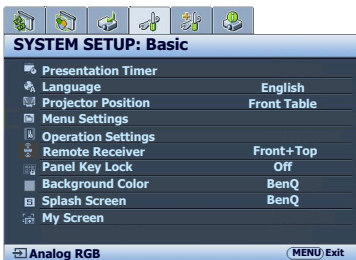 SYSTEM SETUP: Basic
Presentation Timer
Language English
Projector Position Front Table
Menu Settings
Operation Settings
Remote Receiver Front+Top
Panel Key Lock Off
Background Color BenQ
Splash Screen BenQ
My Screen
Analog RGB MENU Exit